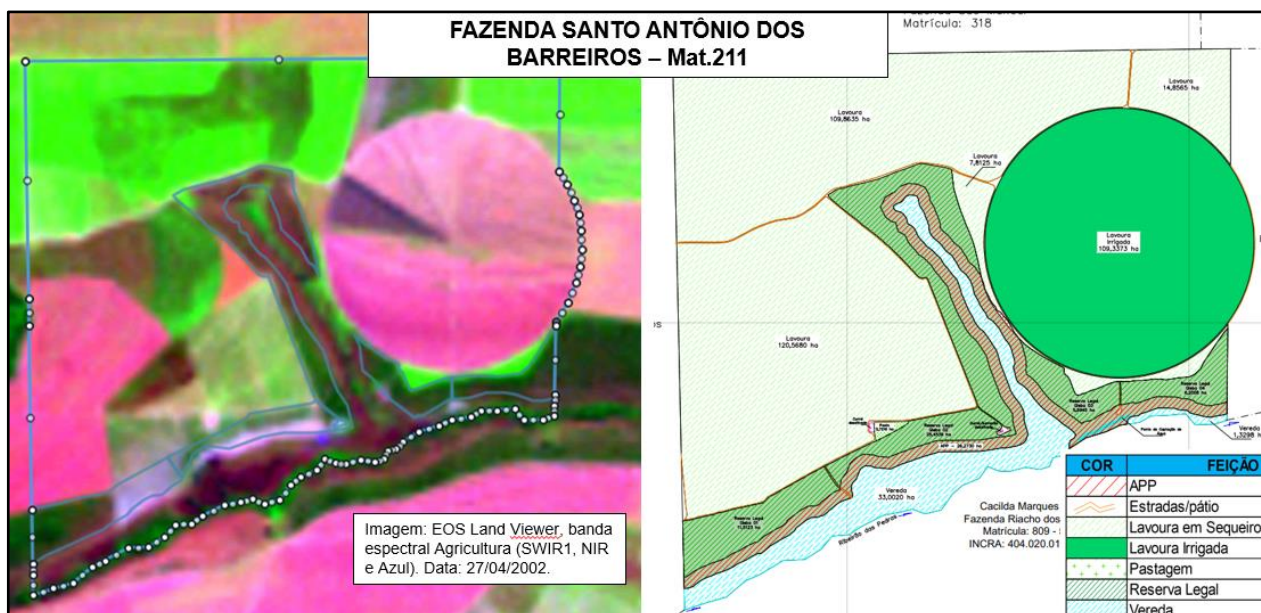 FAZENDA SANTO ANTÔNIO DOS
BARREIROS – Mat.211
Matrícula: 318
Lavoura
14,8565 ha
Lavoura
109,8635 ha
Lavoura
7,8125 ha
Lavoura
Irrigada
109,3373 ha
Lavoura
120,5680 ha
Vereda
33,0020 ha
Vereda
1,3298 h
Ribeirão dos Pedros
Cacilda Marques
Fazenda Riacho dos
Matrícula: 809 -
INCRA: 404.020.01
Imagem: EOS Land Viewer, banda
espectral Agricultura (SWIR1, NIR
e Azul). Data: 27/04/2002.
COR FEIÇÃO
APP
Estradas/pátio
Lavoura em Sequeiro
Lavoura Irrigada
Pastagem
Reserva Legal
Vereda